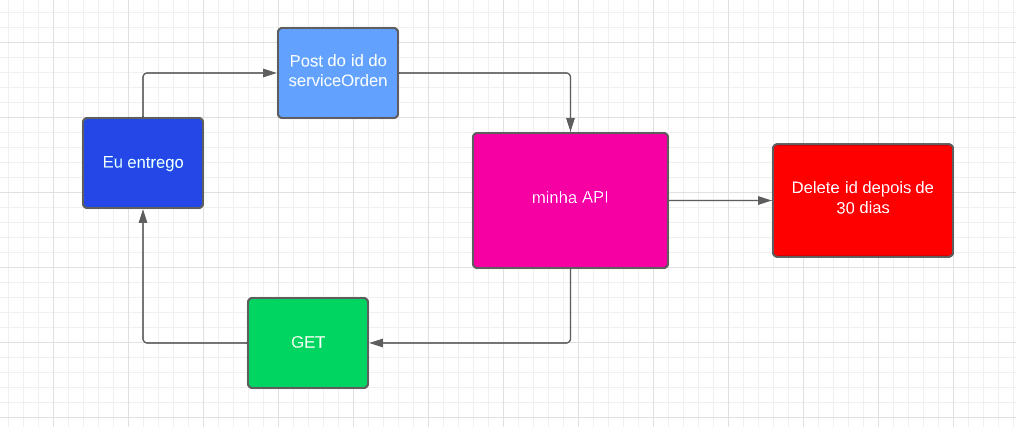 Post do id do
serviceOrden
Eu entrego
minha API
Delete id depois de
30 dias
GET